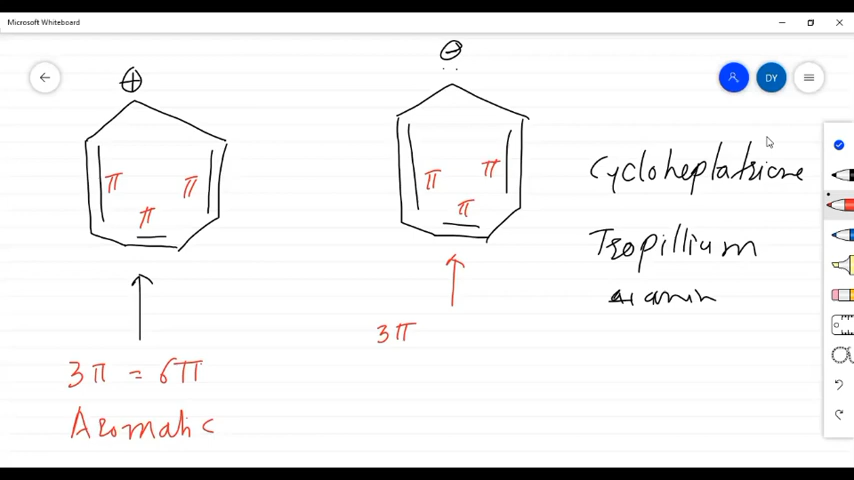 Microsoft Whiteboard
DY
⊕
⊖
π π
π
π π
π
Cycloheptatriene
Tropillium
3π
3π = 6π
Aromatic